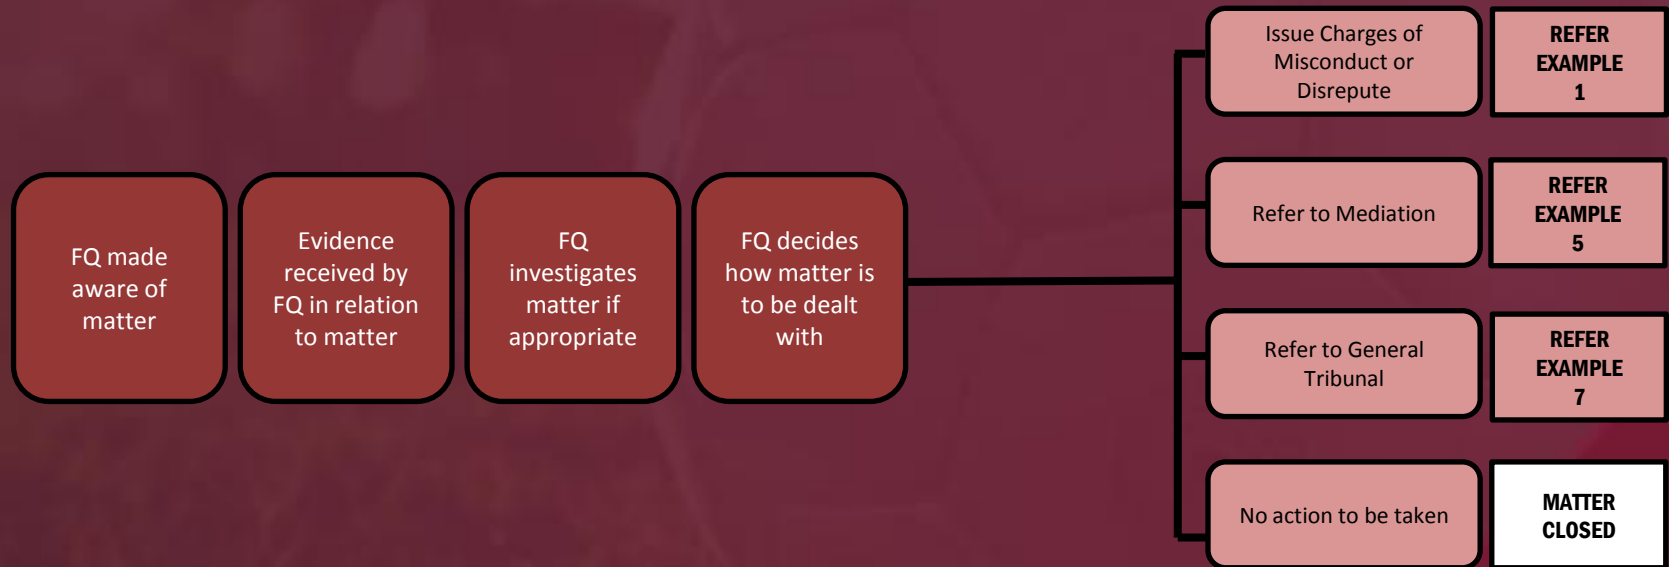 FQ made
aware of
matter
Evidence
received by
FQ in relation
to matter
FQ
investigates
matter if
appropriate
FQ decides
how matter is
to be dealt
with
Issue Charges of
Misconduct or
Disrepute
REFER
EXAMPLE
1
Refer to Mediation
REFER
EXAMPLE
5
Refer to General
Tribunal
REFER
EXAMPLE
7
No action to be taken
MATTER
CLOSED